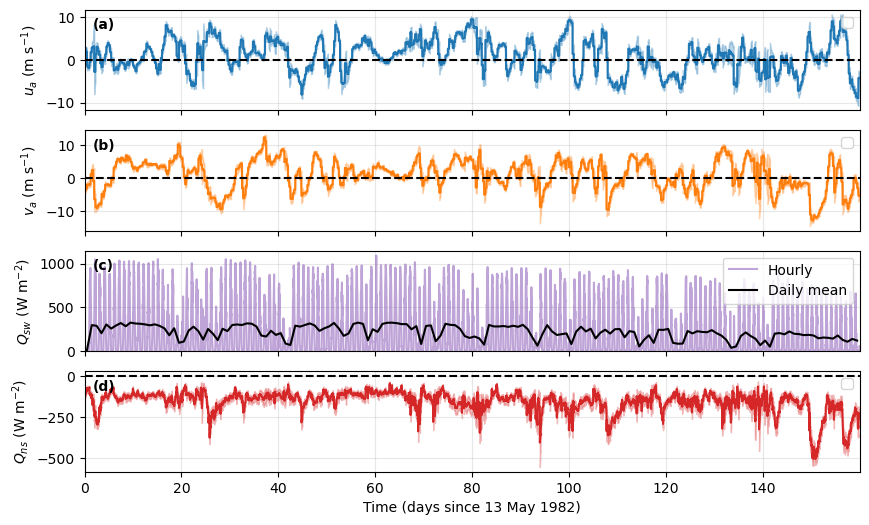 (a)
10
0
−10
u_a (m s⁻¹)
(b)
10
0
−10
v_a (m s⁻¹)
(c)
1000
500
0
Q_sw (W m⁻²)
Hourly
Daily mean
(d)
0
−250
−500
Q_ns (W m⁻²)
0 20 40 60 80 100 120 140
Time (days since 13 May 1982)